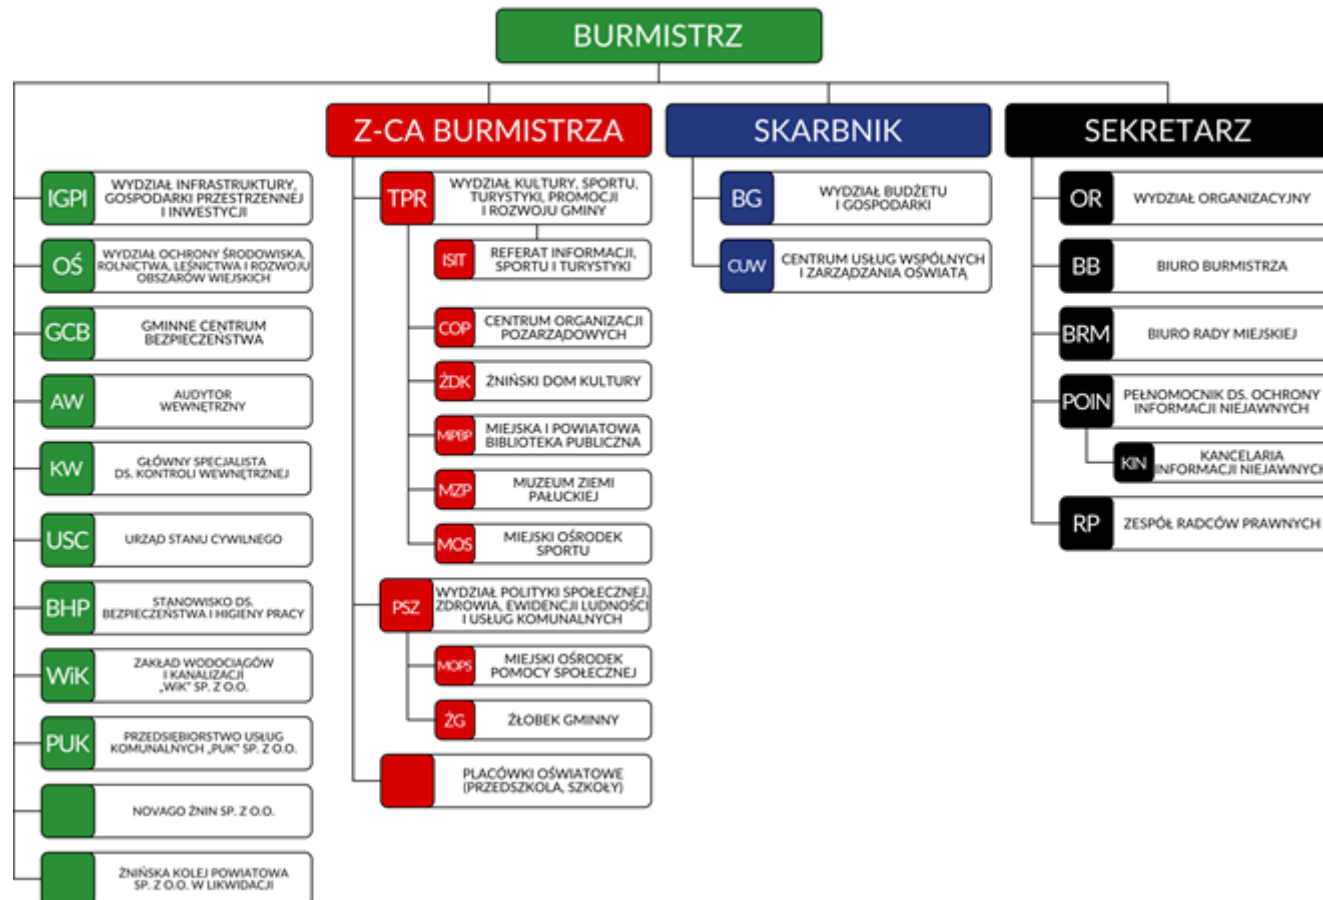 BURMISTRZ
Z-CA BURMISTRZA
SKARBNIK
SEKRETARZ
IGPI
WYDZIAŁ INFRASTRUKTURY,
GOSPODARKI PRZESTRZENNEJ
I INWESTYCJI
OŚ
WYDZIAŁ OCHRONY ŚRODOWISKA,
ROLNICTWA, LEŚNICTWA I ROZWOJU
OBSZARÓW WIEJSKICH
GCB
GMINNE CENTRUM
BEZPIECZEŃSTWA
AW
AUDYTOR
WEWNĘTRZNY
KW
GŁÓWNY SPECJALISTA
DS. KONTROLI WEWNĘTRZNEJ
USC
URZĄD STANU CYWILNEGO
BHP
STANOWISKO DS.
BEZPIECZEŃSTWA I HIGIENY PRACY
WiK
ZAKŁAD WODOCIĄGÓW
I KANALIZACJI
„WiK" SP. Z O.O.
PUK
PRZEDSIĘBIORSTWO USŁUG
KOMUNALNYCH „PUK" SP. Z O.O.
NOVAGO ŻNIN SP. Z O.O.
ŻNIŃSKA KOLEJ POWIATOWA
SP. Z O.O. W LIKWIDACJI
TPR
WYDZIAŁ KULTURY, SPORTU,
TURYSTYKI, PROMOCJI
I ROZWOJU GMINY
ISIT
REFERAT INFORMACJI,
SPORTU I TURYSTYKI
COP
CENTRUM ORGANIZACJI
POZARZĄDOWYCH
ŻDK
ŻNIŃSKI DOM KULTURY
MiPBP
MIEJSKA I POWIATOWA
BIBLIOTEKA PUBLICZNA
MZP
MUZEUM ZIEMI
PAŁUCKIEJ
MOS
MIEJSKI OŚRODEK
SPORTU
PSZ
WYDZIAŁ POLITYKI SPOŁECZNEJ,
ZDROWIA, EWIDENCJI LUDNOŚCI
I USŁUG KOMUNALNYCH
MOPS
MIEJSKI OŚRODEK
POMOCY SPOŁECZNEJ
ŻG
ŻŁOBEK GMINNY
PLACÓWKI OŚWIATOWE
(PRZEDSZKOLA, SZKOŁY)
BG
WYDZIAŁ BUDŻETU
I GOSPODARKI
CUW
CENTRUM USŁUG WSPÓLNYCH
I ZARZĄDZANIA OŚWIATĄ
OR
WYDZIAŁ ORGANIZACYJNY
BB
BIURO BURMISTRZA
BRM
BIURO RADY MIEJSKIEJ
POIN
PEŁNOMOCNIK DS. OCHRONY
INFORMACJI NIEJAWNYCH
KIN
KANCELARIA
INFORMACJI NIEJAWNYCH
RP
ZESPÓŁ RADCÓW PRAWNYCH